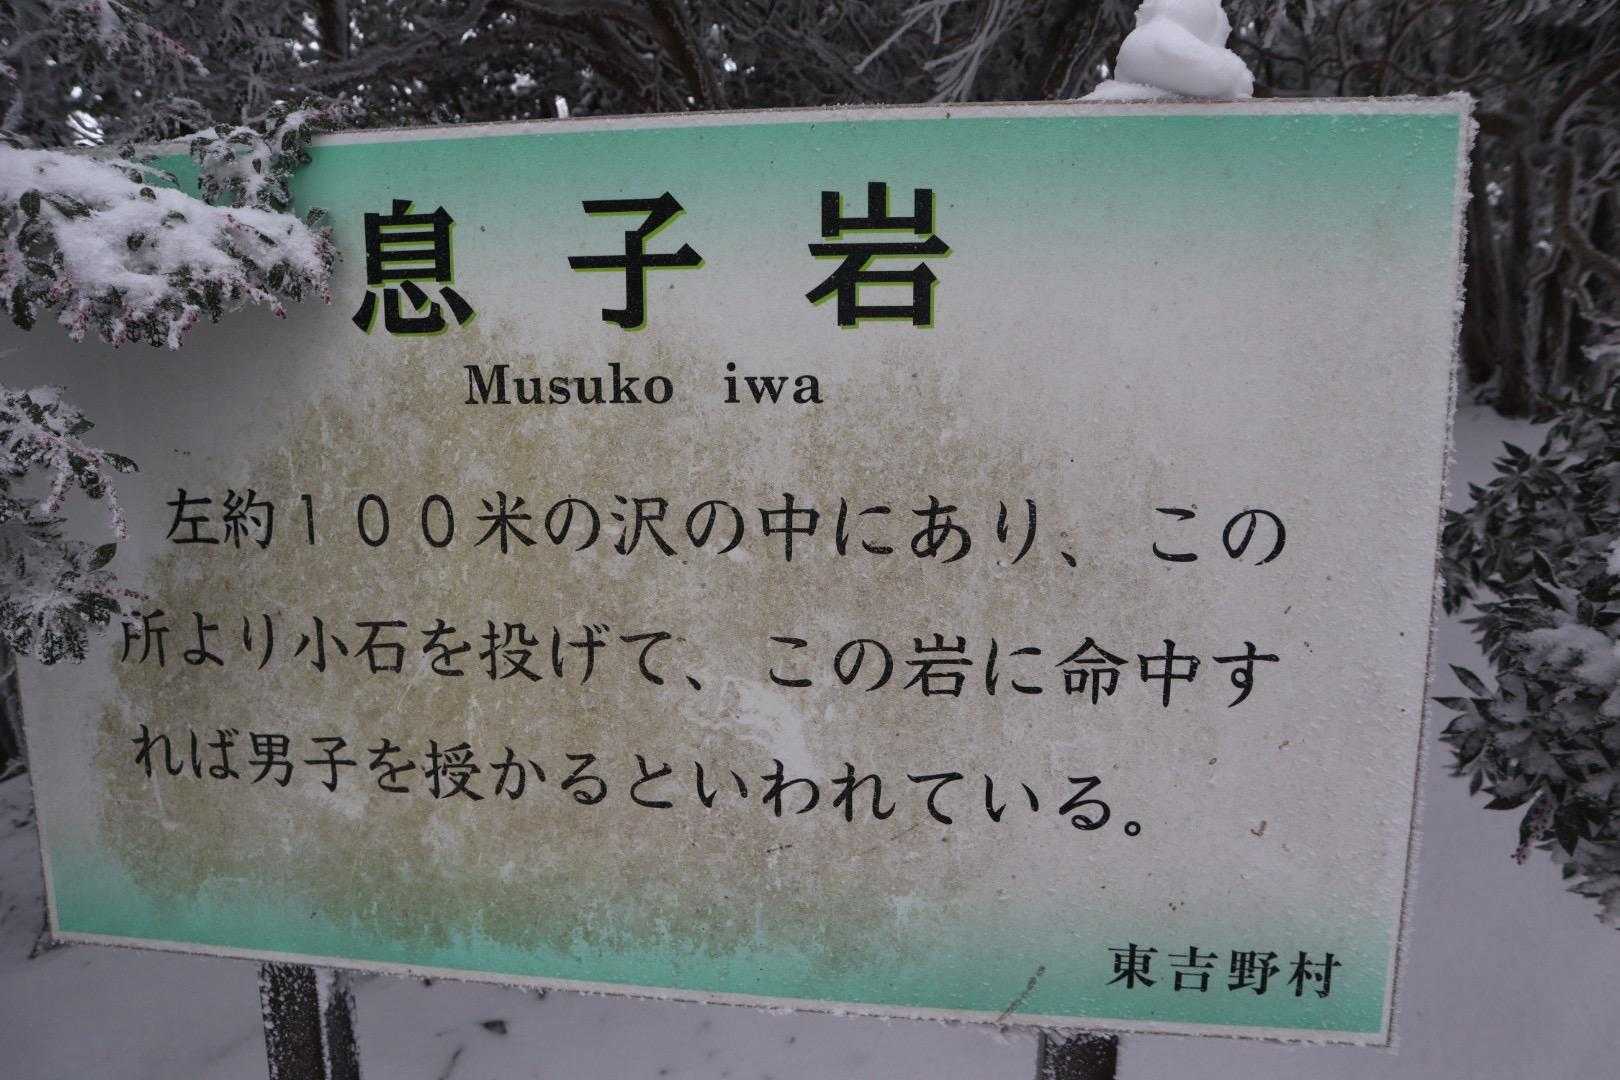 息子岩
Musuko iwa
左約１００米の沢の中にあり、この
所より小石を投げて、この岩に命中す
れば男子を授かるといわれている。
東吉野村